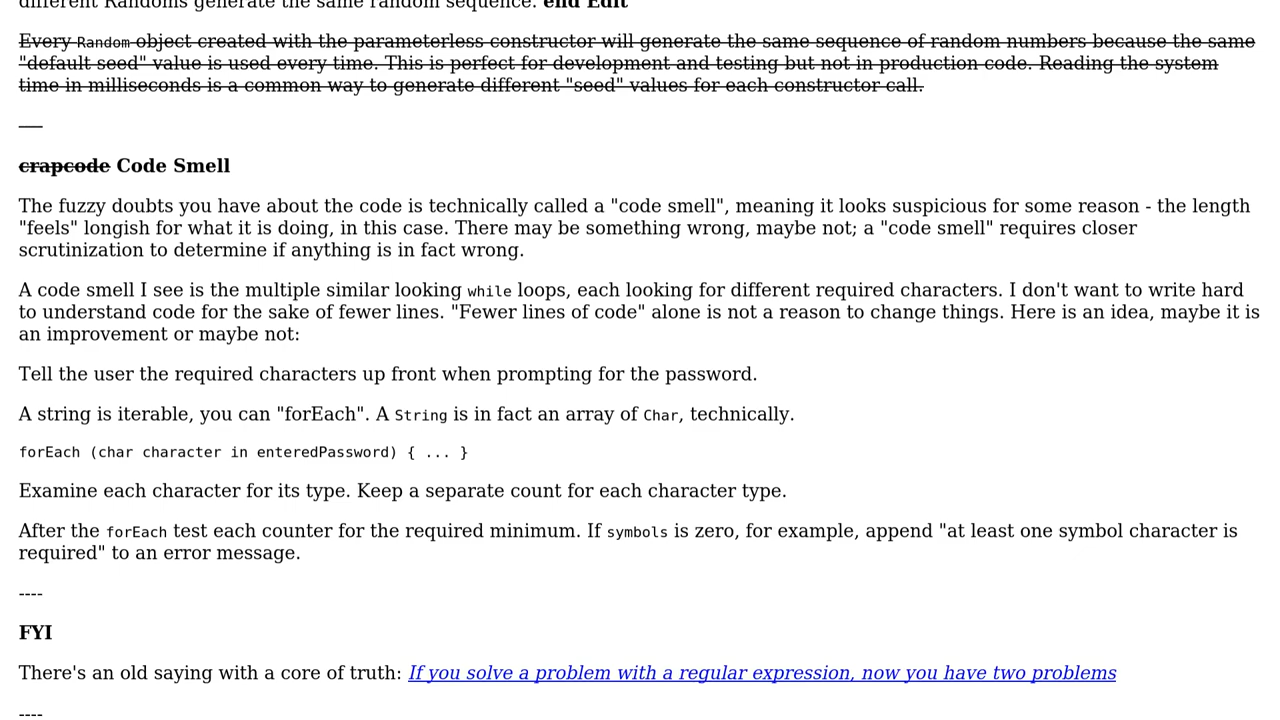 different Randoms generate the same random sequence. end Edit
Every Random object created with the parameterless constructor will generate the same sequence of random numbers because the same
"default seed" value is used every time. This is perfect for development and testing but not in production code. Reading the system
time in milliseconds is a common way to generate different "seed" values for each constructor call.
—
crapcode Code Smell
The fuzzy doubts you have about the code is technically called a "code smell", meaning it looks suspicious for some reason - the length
"feels" longish for what it is doing, in this case. There may be something wrong, maybe not; a "code smell" requires closer
scrutinization to determine if anything is in fact wrong.
A code smell I see is the multiple similar looking while loops, each looking for different required characters. I don't want to write hard
to understand code for the sake of fewer lines. "Fewer lines of code" alone is not a reason to change things. Here is an idea, maybe it is
an improvement or maybe not:
Tell the user the required characters up front when prompting for the password.
A string is iterable, you can "forEach". A String is in fact an array of Char, technically.
forEach (char character in enteredPassword) { ... }
Examine each character for its type. Keep a separate count for each character type.
After the forEach test each counter for the required minimum. If symbols is zero, for example, append "at least one symbol character is
required" to an error message.
----
FYI
There's an old saying with a core of truth: If you solve a problem with a regular expression, now you have two problems
----